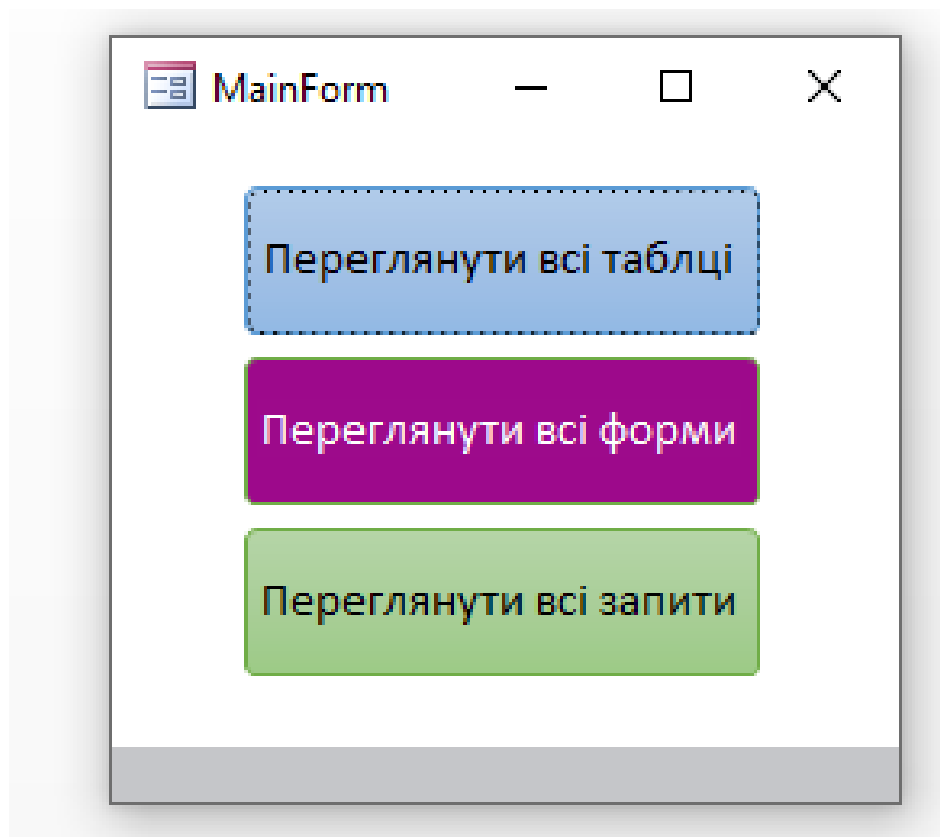 MainForm
Переглянути всі таблці
Переглянути всі форми
Переглянути всі запити